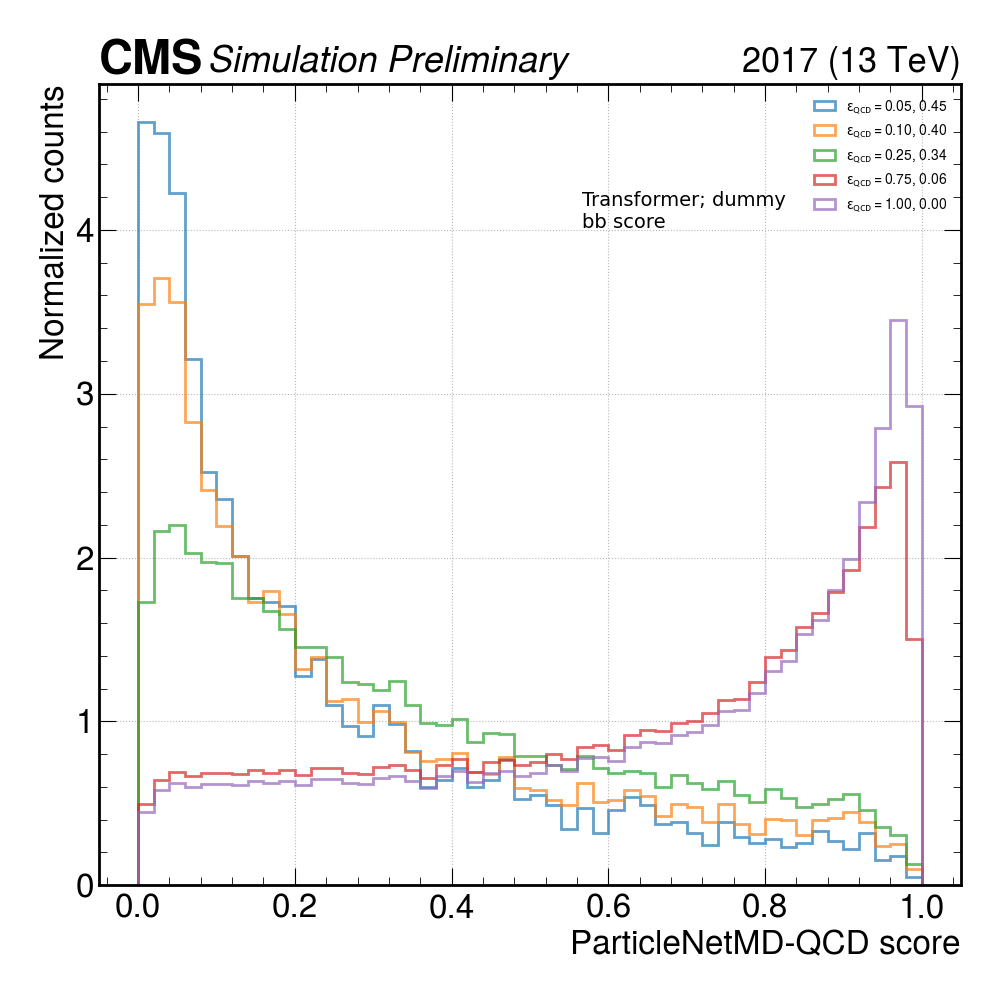 CMS Simulation Preliminary 2017 (13 TeV)
Normalized counts
ε_QCD = 0.05, 0.45
ε_QCD = 0.10, 0.40
ε_QCD = 0.25, 0.34
ε_QCD = 0.75, 0.06
ε_QCD = 1.00, 0.00
Transformer; dummy
bb score
4
3
2
1
0
0.0 0.2 0.4 0.6 0.8 1.0
ParticleNetMD-QCD score